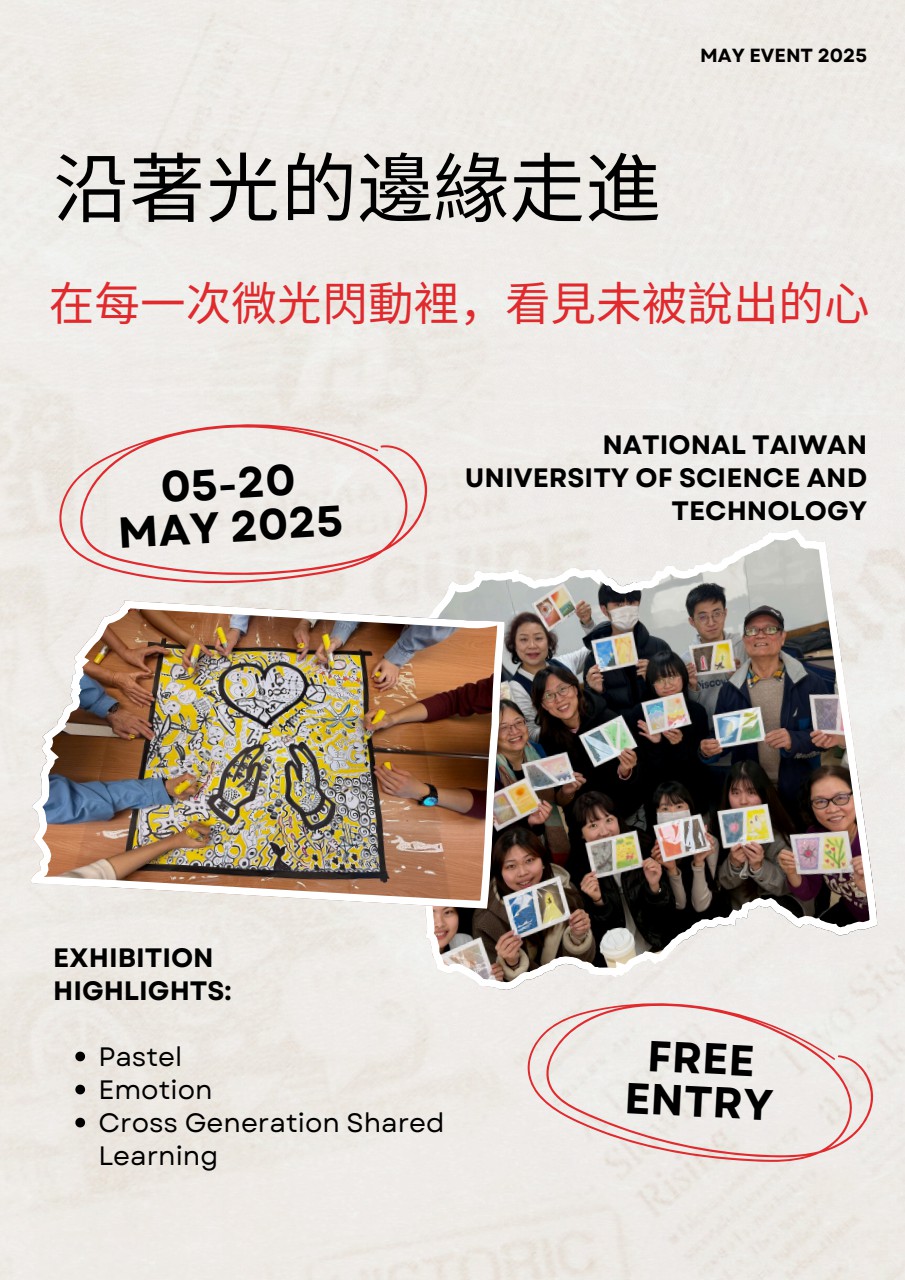 MAY EVENT 2025
沿著光的邊緣走進
在每一次微光閃動裡，看見未被說出的心
05-20
MAY 2025
NATIONAL TAIWAN
UNIVERSITY OF SCIENCE AND
TECHNOLOGY
EXHIBITION
HIGHLIGHTS:
Pastel
Emotion
Cross Generation Shared
Learning
FREE
ENTRY